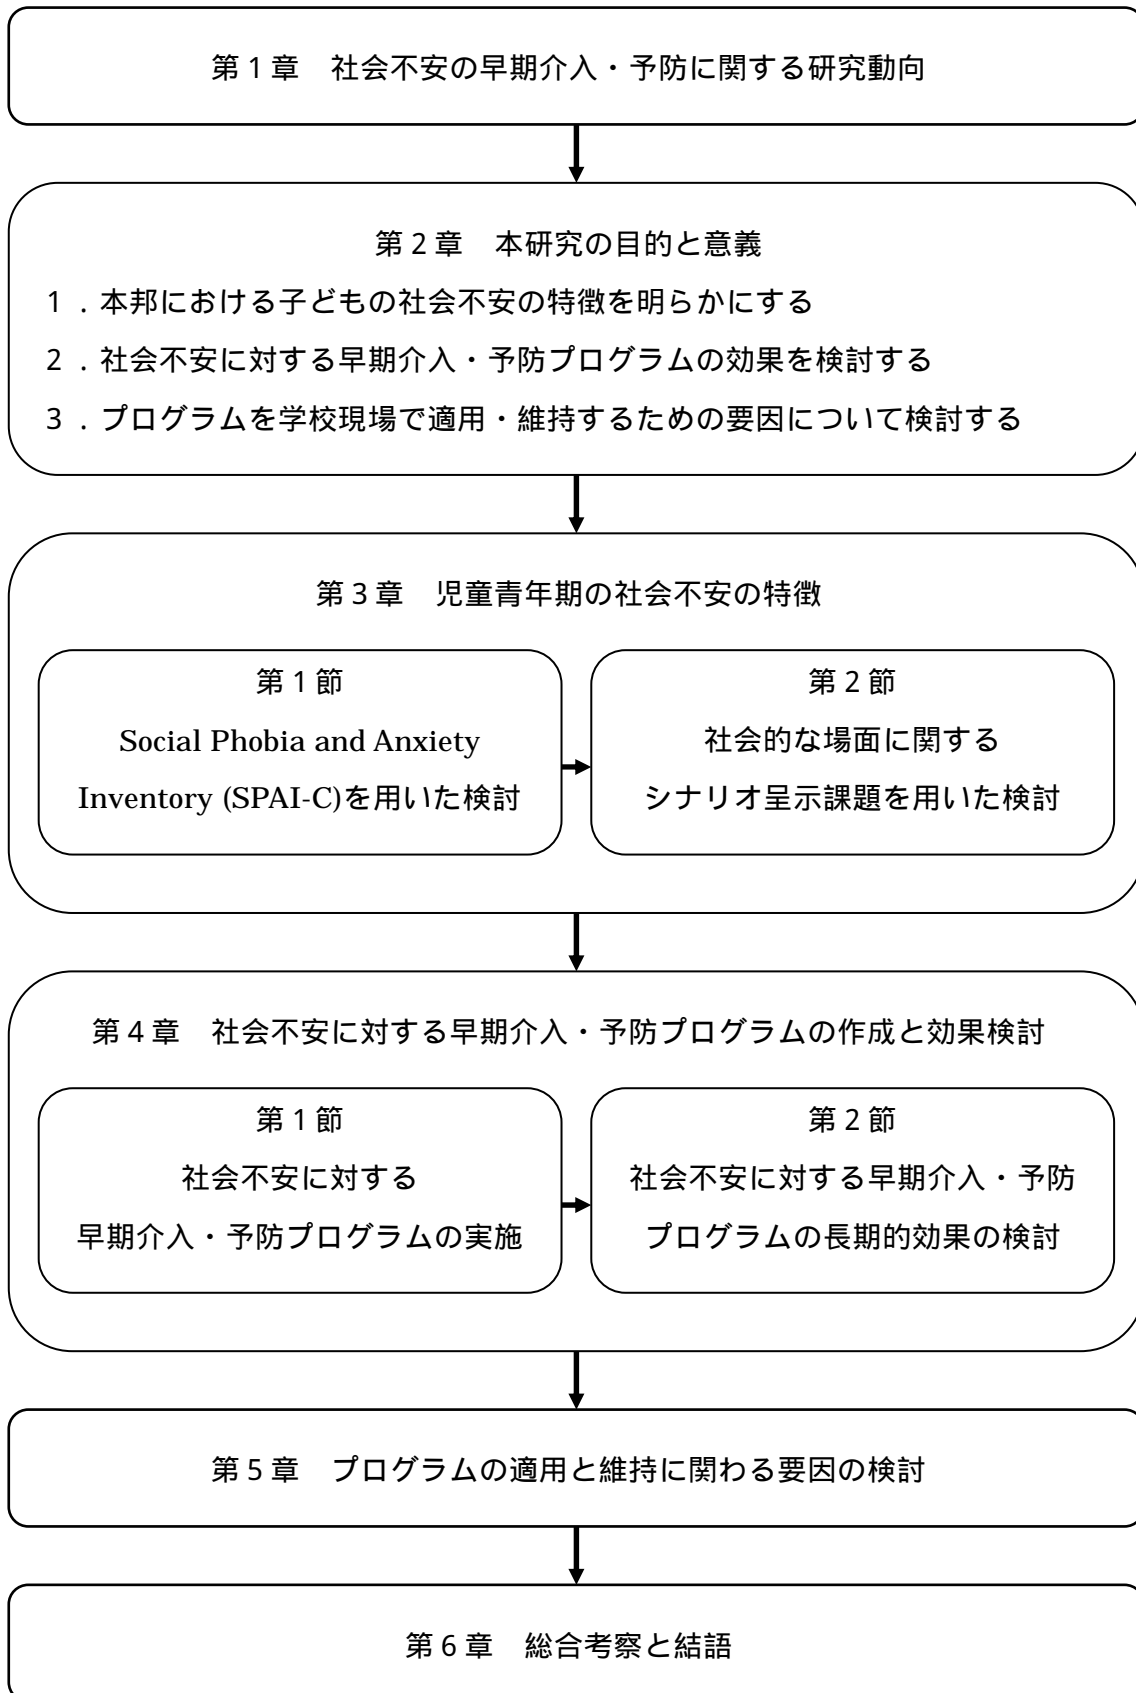 第1章　社会不安の早期介入・予防に関する研究動向
第2章　本研究の目的と意義
1．本邦における子どもの社会不安の特徴を明らかにする
2．社会不安に対する早期介入・予防プログラムの効果を検討する
3．プログラムを学校現場で適用・維持するための要因について検討する
第3章　児童青年期の社会不安の特徴
第1節
Social Phobia and Anxiety
Inventory (SPAI-C)を用いた検討
第2節
社会的な場面に関する
シナリオ呈示課題を用いた検討
第4章　社会不安に対する早期介入・予防プログラムの作成と効果検討
第1節
社会不安に対する
早期介入・予防プログラムの実施
第2節
社会不安に対する早期介入・予防
プログラムの長期的効果の検討
第5章　プログラムの適用と維持に関わる要因の検討
第6章　総合考察と結語